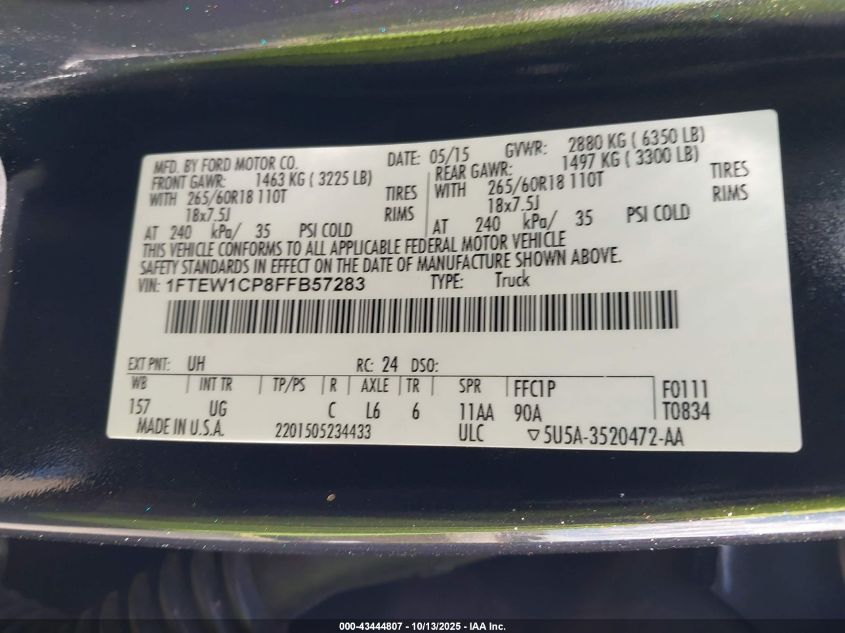 MFD. BY FORD MOTOR CO. DATE: 05/15 GVWR: 2880 KG ( 6350 LB)
FRONT GAWR: 1463 KG ( 3225 LB) REAR GAWR: 1497 KG ( 3300 LB)
WITH 265/60R18 110T TIRES WITH 265/60R18 110T TIRES
18x7.5J RIMS 18x7.5J RIMS
AT 240 kPa/ 35 PSI COLD AT 240 kPa/ 35 PSI COLD
THIS VEHICLE CONFORMS TO ALL APPLICABLE FEDERAL MOTOR VEHICLE
SAFETY STANDARDS IN EFFECT ON THE DATE OF MANUFACTURE SHOWN ABOVE.
VIN: 1FTEW1CP8FFB57283 TYPE: Truck
EXT PNT: UH RC: 24 DSO:
WB INT TR TP/PS R AXLE TR SPR FFC1P F0111
157 UG C L6 6 11AA 90A T0834
MADE IN U.S.A. 2201505234433 ULC ▽5U5A-3520472-AA
000-43444807 - 10/13/2025 - IAA Inc.